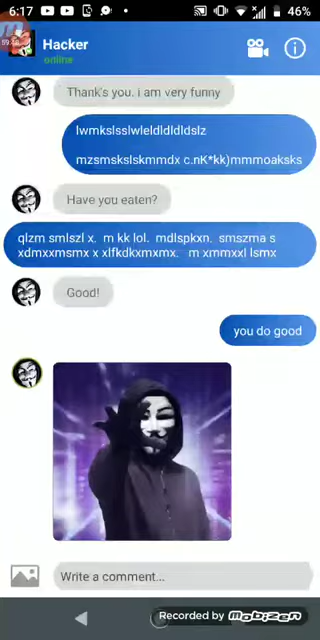 6:17
46%
Hacker
online
Thank's you. i am very funny
lwmkslsslwleldldldldslz
mzsmskslskmmdx c.nK*kk)mmmoaksks
Have you eaten?
qlzm smlszl x.  m kk lol.  mdlspkxn.  smszma s
xdmxxmsmx x xlfkdkxmxmx.   m xmmxxl lsmx
Good!
you do good
Write a comment...
Recorded by MOBIZEN